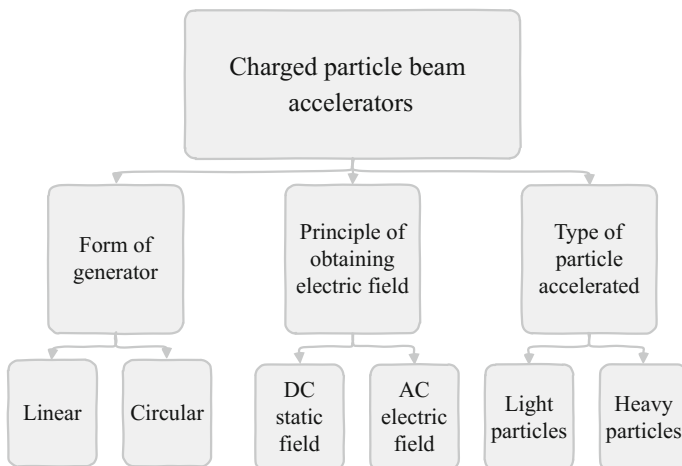 Charged particle beam
accelerators
Form of
generator
Principle of
obtaining
electric field
Type of
particle
accelerated
Linear
Circular
DC
static
field
AC
electric
field
Light
particles
Heavy
particles